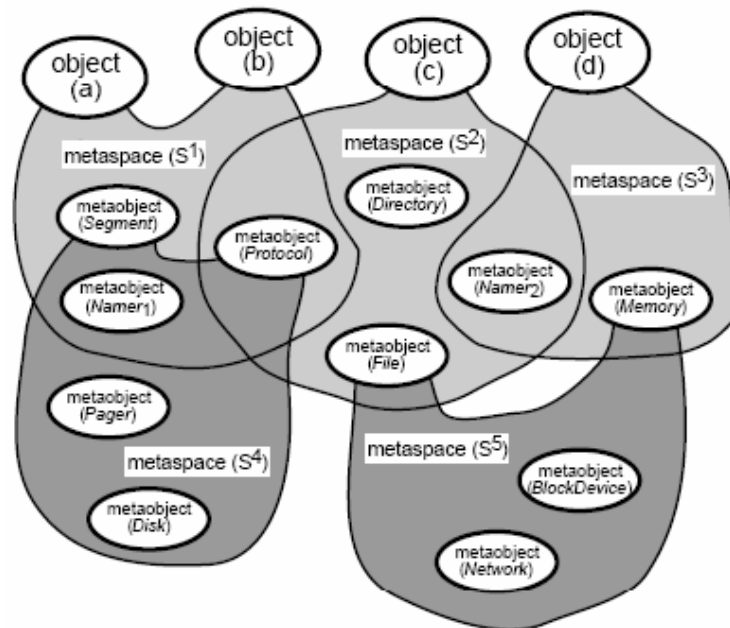 object
(a)
object
(b)
object
(c)
object
(d)
metaspace (S¹)
metaspace (S²)
metaspace (S³)
metaobject
(Segment)
metaobject
(Directory)
metaobject
(Protocol)
metaobject
(Namer₁)
metaobject
(Namer₂)
metaobject
(Memory)
metaobject
(File)
metaobject
(Pager)
metaspace (S⁴)
metaspace (S⁵)
metaobject
(BlockDevice)
metaobject
(Disk)
metaobject
(Network)